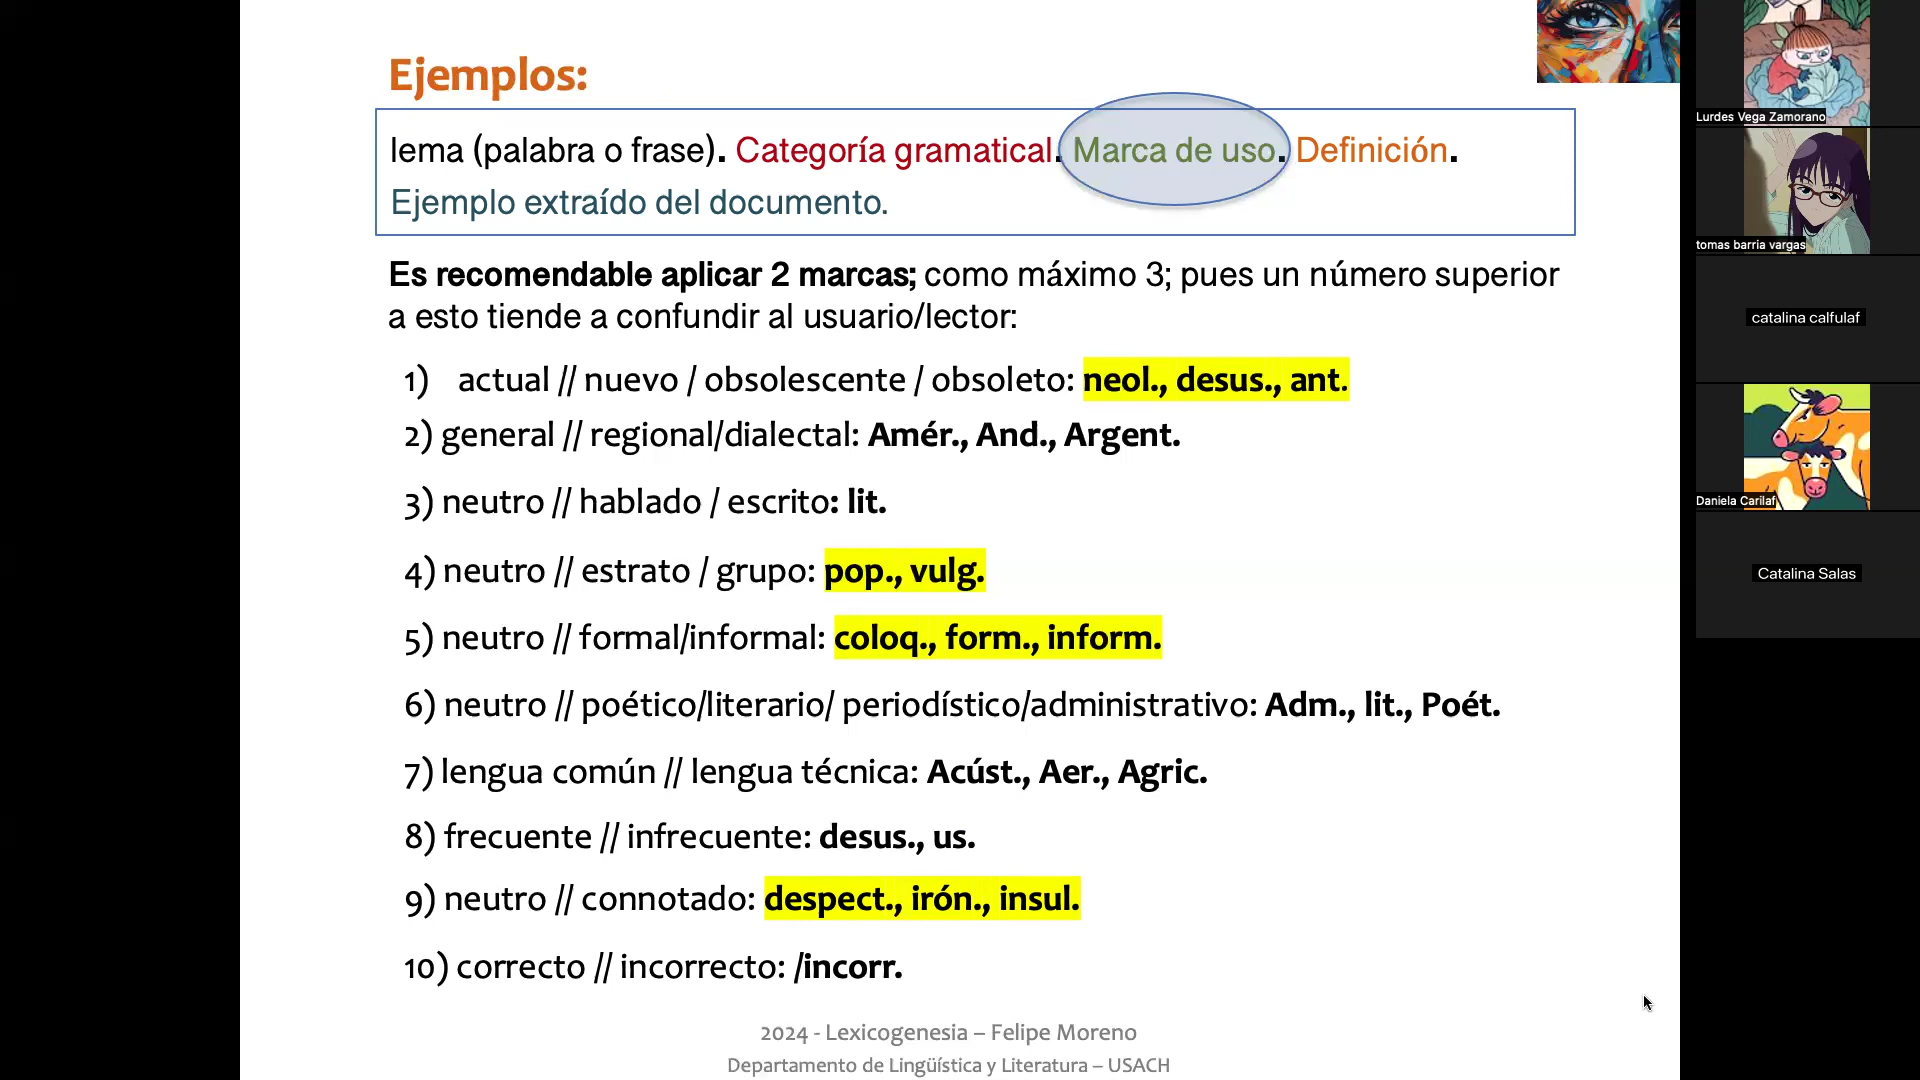 Ejemplos:
lema (palabra o frase). Categoría gramatical. Marca de uso. Definición.
Ejemplo extraído del documento.
Es recomendable aplicar 2 marcas; como máximo 3; pues un número superior
a esto tiende a confundir al usuario/lector:
1) actual // nuevo / obsolescente / obsoleto: neol., desus., ant.
2) general // regional/dialectal: Amér., And., Argent.
3) neutro // hablado / escrito: lit.
4) neutro // estrato / grupo: pop., vulg.
5) neutro // formal/informal: coloq., form., inform.
6) neutro // poético/literario/ periodístico/administrativo: Adm., lit., Poét.
7) lengua común // lengua técnica: Acúst., Aer., Agric.
8) frecuente // infrecuente: desus., us.
9) neutro // connotado: despect., irón., insul.
10) correcto // incorrecto: /incorr.
2024 - Lexicogenesia – Felipe Moreno
Departamento de Lingüística y Literatura – USACH
Lurdes Vega Zamorano
tomas barria vargas
catalina calfulaf
Daniela Carilaf
Catalina Salas